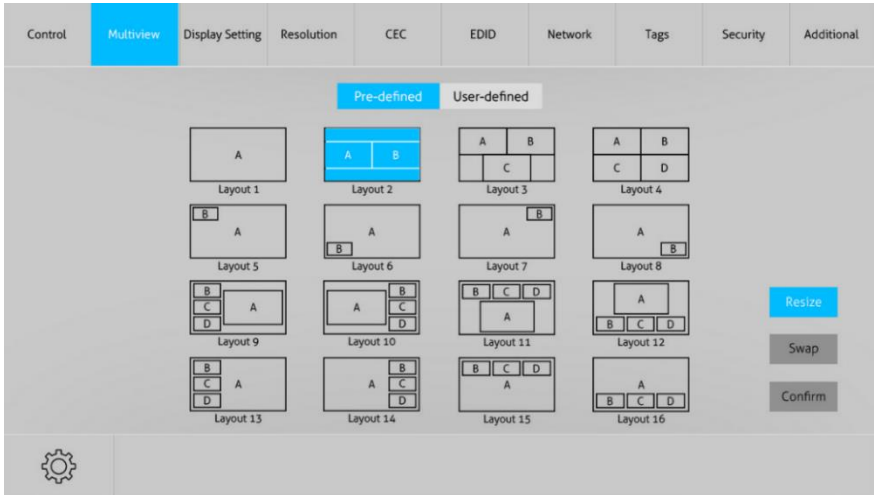 Control Multiview Display Setting Resolution CEC EDID Network Tags Security Additional
Pre-defined User-defined
A
Layout 1
A B
Layout 2
A B
C
Layout 3
A B
C D
Layout 4
B
A
Layout 5
A
B
Layout 6
B
A
Layout 7
A
B
Layout 8
B
C A
D
Layout 9
B
A C
D
Layout 10
B C D
A
Layout 11
A
B C D
Layout 12
Resize
B
C A
D
Layout 13
B
A C
D
Layout 14
B C D
A
Layout 15
A
B C D
Layout 16
Swap
Confirm